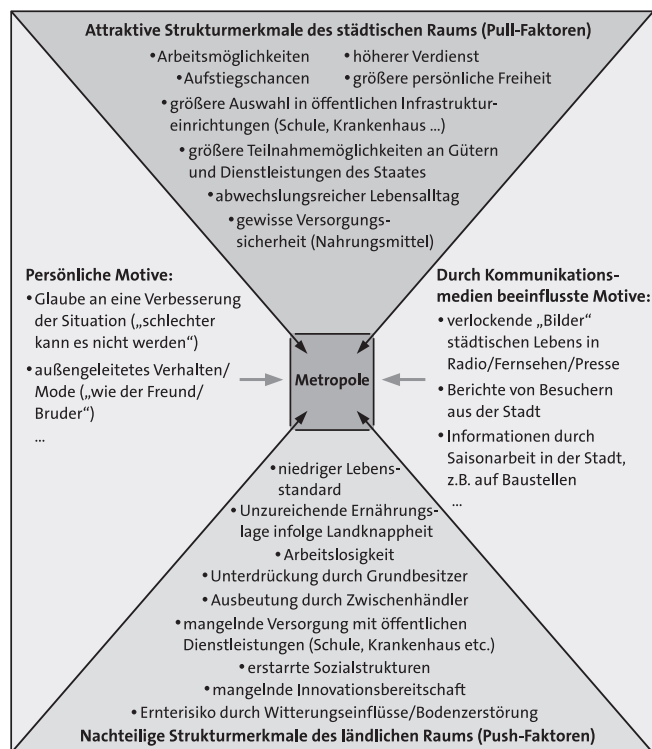 Attraktive Strukturmerkmale des städtischen Raums (Pull-Faktoren)
• Arbeitsmöglichkeiten • höherer Verdienst
• Aufstiegschancen • größere persönliche Freiheit
• größere Auswahl in öffentlichen Infrastruktur-
einrichtungen (Schule, Krankenhaus ...)
• größere Teilnahmemöglichkeiten an Gütern
und Dienstleistungen des Staates
• abwechslungsreicher Lebensalltag
• gewisse Versorgungs-
sicherheit (Nahrungsmittel)
Persönliche Motive:
• Glaube an eine Verbesserung
der Situation („schlechter
kann es nicht werden“)
• außengeleitetes Verhalten/
Mode („wie der Freund/
Bruder“)
...
Metropole
Durch Kommunikations-
medien beeinflusste Motive:
• verlockende „Bilder“
städtischen Lebens in
Radio/Fernsehen/Presse
• Berichte von Besuchern
aus der Stadt
• Informationen durch
Saisonarbeit in der Stadt,
z.B. auf Baustellen
...
• niedriger Lebens-
standard
• Unzureichende Ernährungs-
lage infolge Landknappheit
• Arbeitslosigkeit
• Unterdrückung durch Grundbesitzer
• Ausbeutung durch Zwischenhändler
• mangelnde Versorgung mit öffentlichen
Dienstleistungen (Schule, Krankenhaus etc.)
• erstarrte Sozialstrukturen
• mangelnde Innovationsbereitschaft
• Ernterisiko durch Witterungseinflüsse/Bodenzerstörung
Nachteilige Strukturmerkmale des ländlichen Raums (Push-Faktoren)